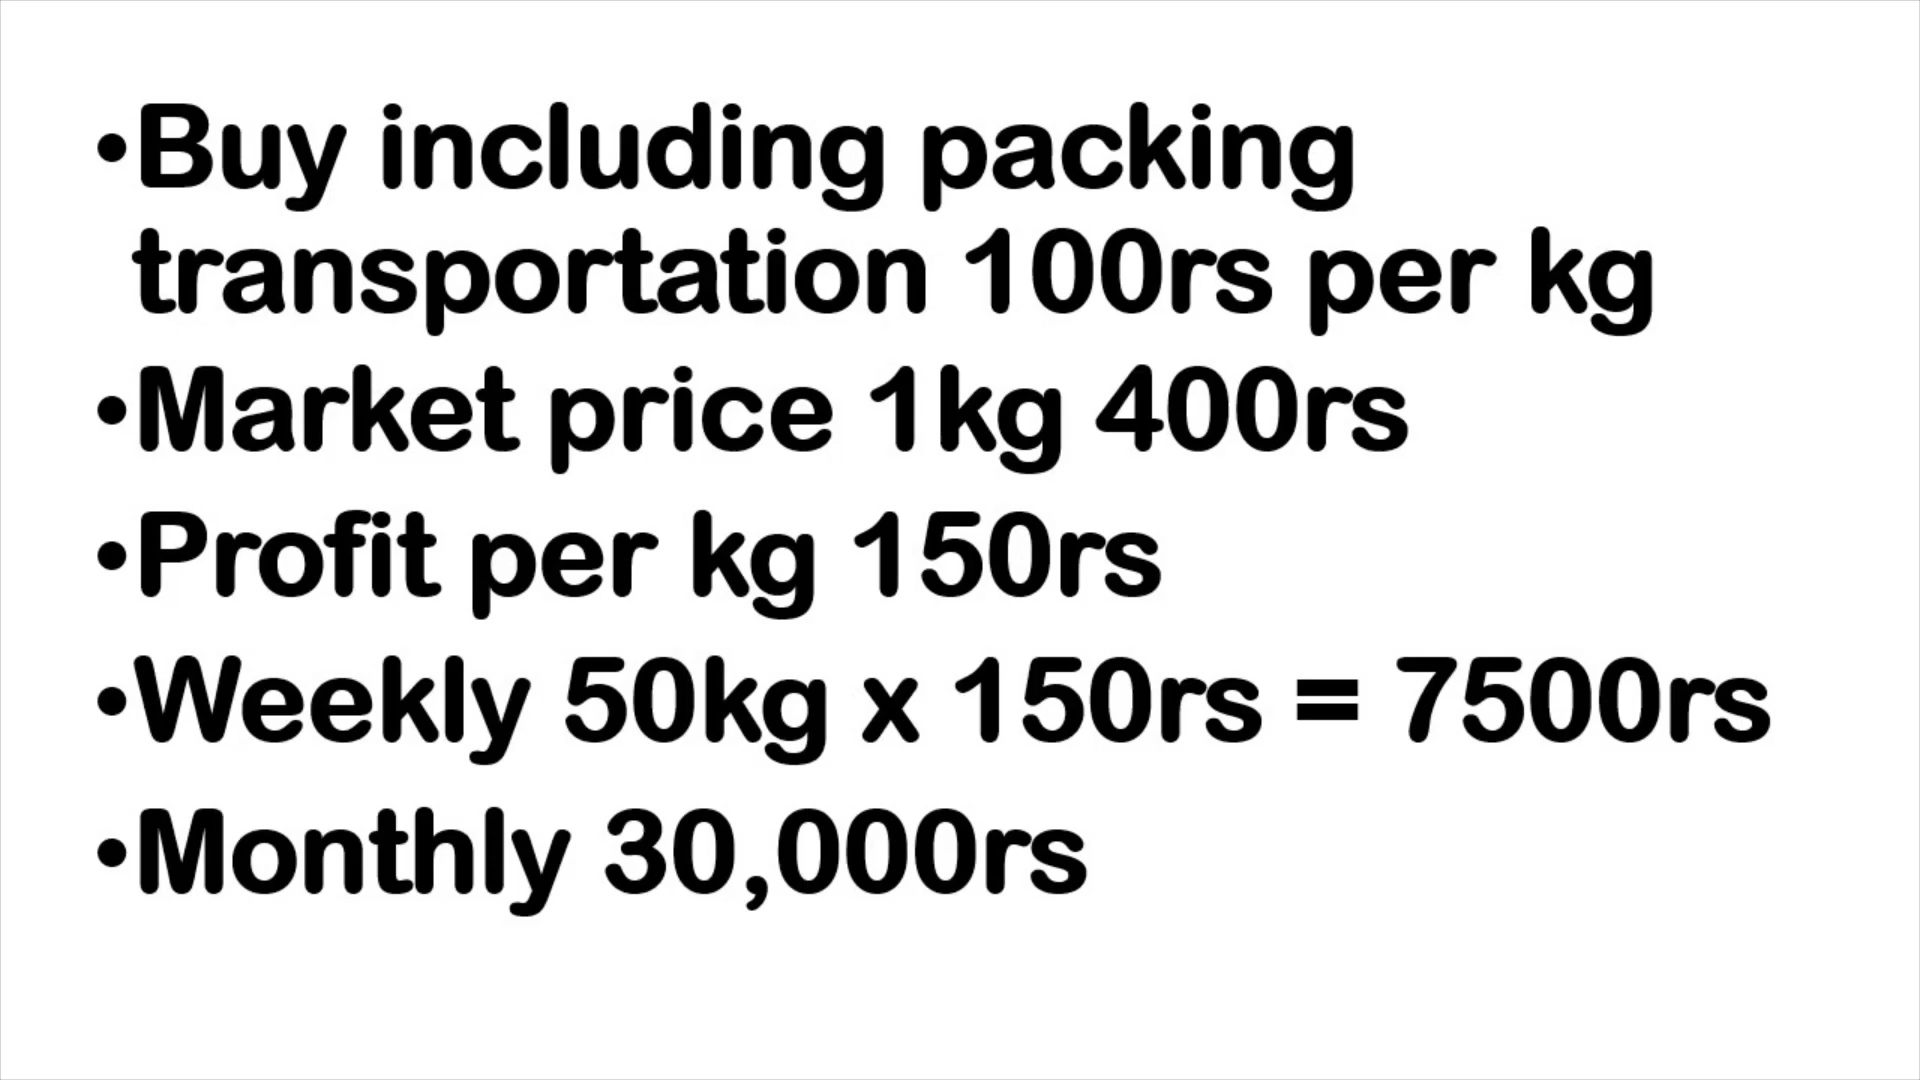 •Buy including packing
transportation 100rs per kg
•Market price 1kg 400rs
•Profit per kg 150rs
•Weekly 50kg x 150rs = 7500rs
•Monthly 30,000rs